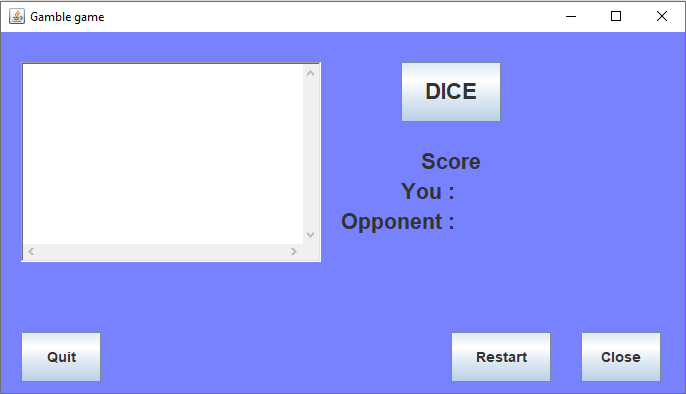 Gamble game
DICE
Score
You :
Opponent :
Quit
Restart
Close